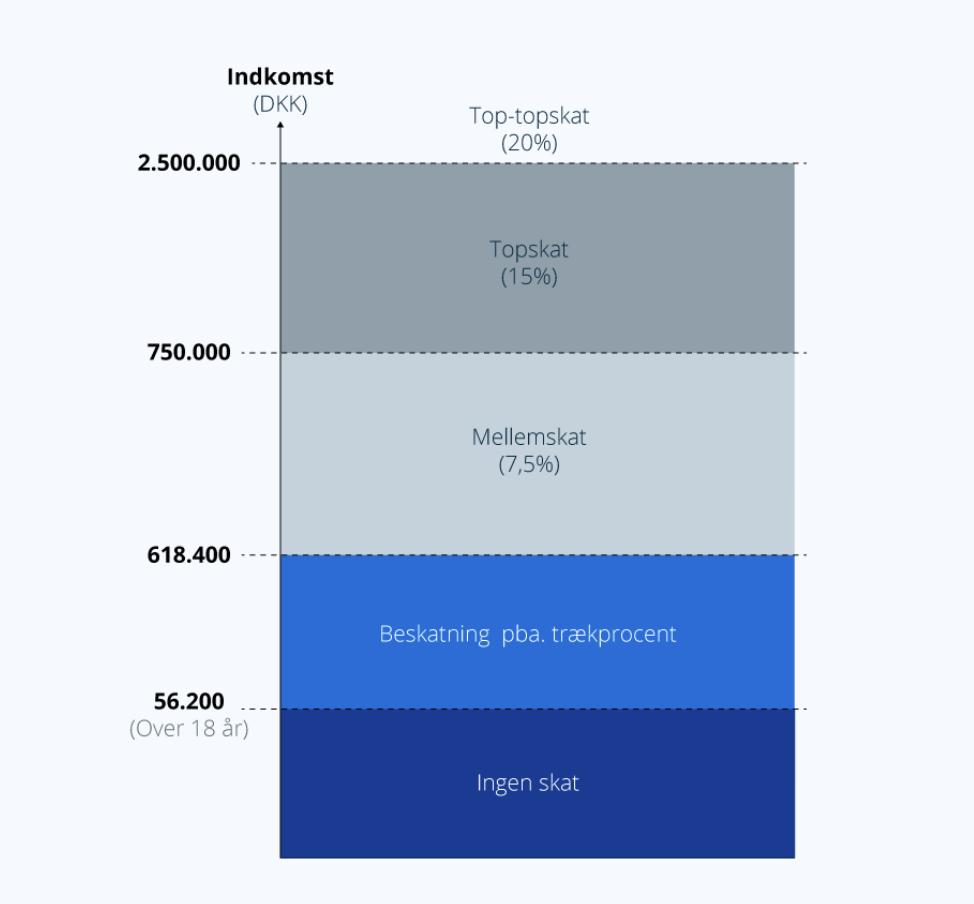 Indkomst
(DKK)
Top-topskat
(20%)
2.500.000
Topskat
(15%)
750.000
Mellemskat
(7,5%)
618.400
Beskatning pba. trækprocent
56.200
(Over 18 år)
Ingen skat